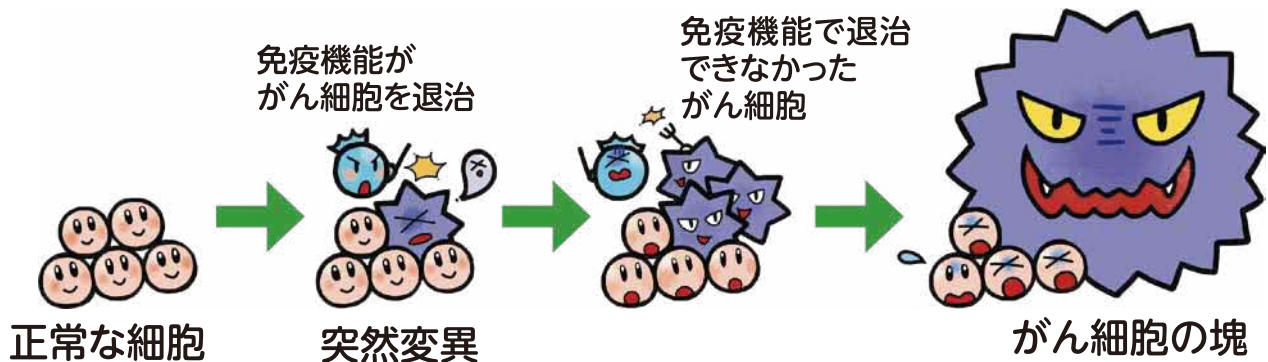 免疫機能が
がん細胞を退治
免疫機能で退治
できなかった
がん細胞
正常な細胞
突然変異
がん細胞の塊